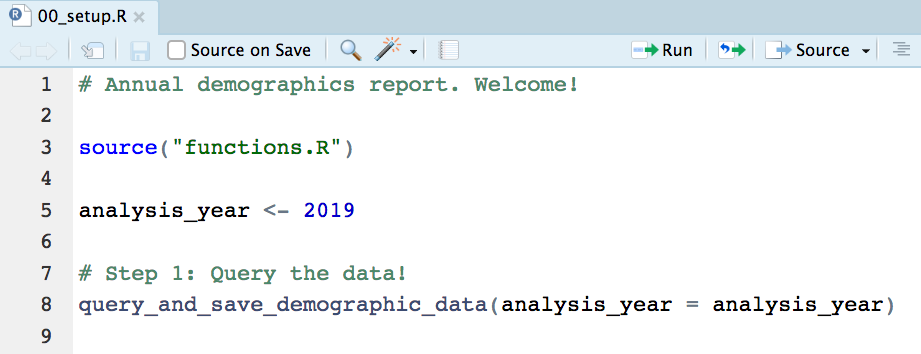 00_setup.R
Source on Save Run Source
1 # Annual demographics report. Welcome!
2
3 source("functions.R")
4
5 analysis_year <- 2019
6
7 # Step 1: Query the data!
8 query_and_save_demographic_data(analysis_year = analysis_year)
9